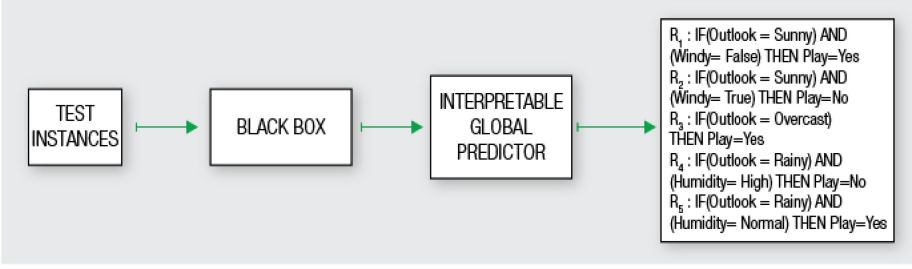 TEST
INSTANCES
BLACK BOX
INTERPRETABLE
GLOBAL
PREDICTOR
R1 : IF(Outlook = Sunny) AND
(Windy= False) THEN Play=Yes
R2 : IF(Outlook = Sunny) AND
(Windy= True) THEN Play=No
R3 : IF(Outlook = Overcast)
THEN Play=Yes
R4 : IF(Outlook = Rainy) AND
(Humidity= High) THEN Play=No
R5 : IF(Outlook = Rainy) AND
(Humidity= Normal) THEN Play=Yes